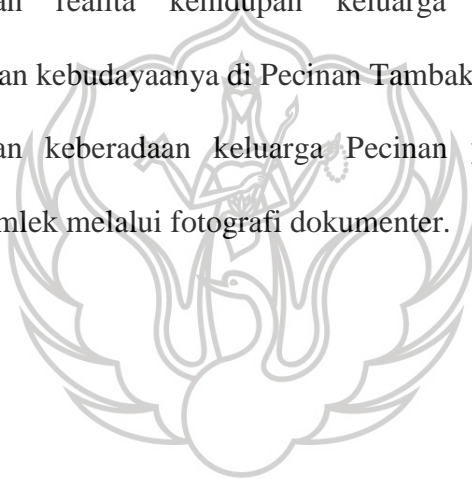 realita kehidupan keluarga
an kebudayaanya di Pecinan Tambak
an keberadaan keluarga Pecinan
mlek melalui fotografi dokumenter.